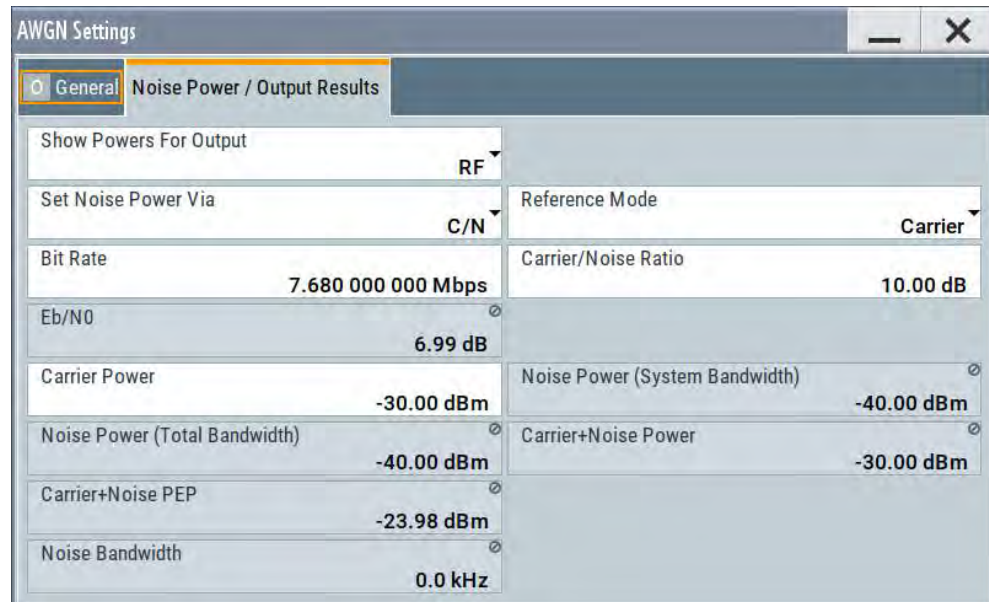 AWGN Settings
O General Noise Power / Output Results
Show Powers For Output
RF
Set Noise Power Via
C/N
Reference Mode
Carrier
Bit Rate
7.680 000 000 Mbps
Carrier/Noise Ratio
10.00 dB
Eb/N0
6.99 dB
Carrier Power
-30.00 dBm
Noise Power (System Bandwidth)
-40.00 dBm
Noise Power (Total Bandwidth)
-40.00 dBm
Carrier+Noise Power
-30.00 dBm
Carrier+Noise PEP
-23.98 dBm
Noise Bandwidth
0.0 kHz